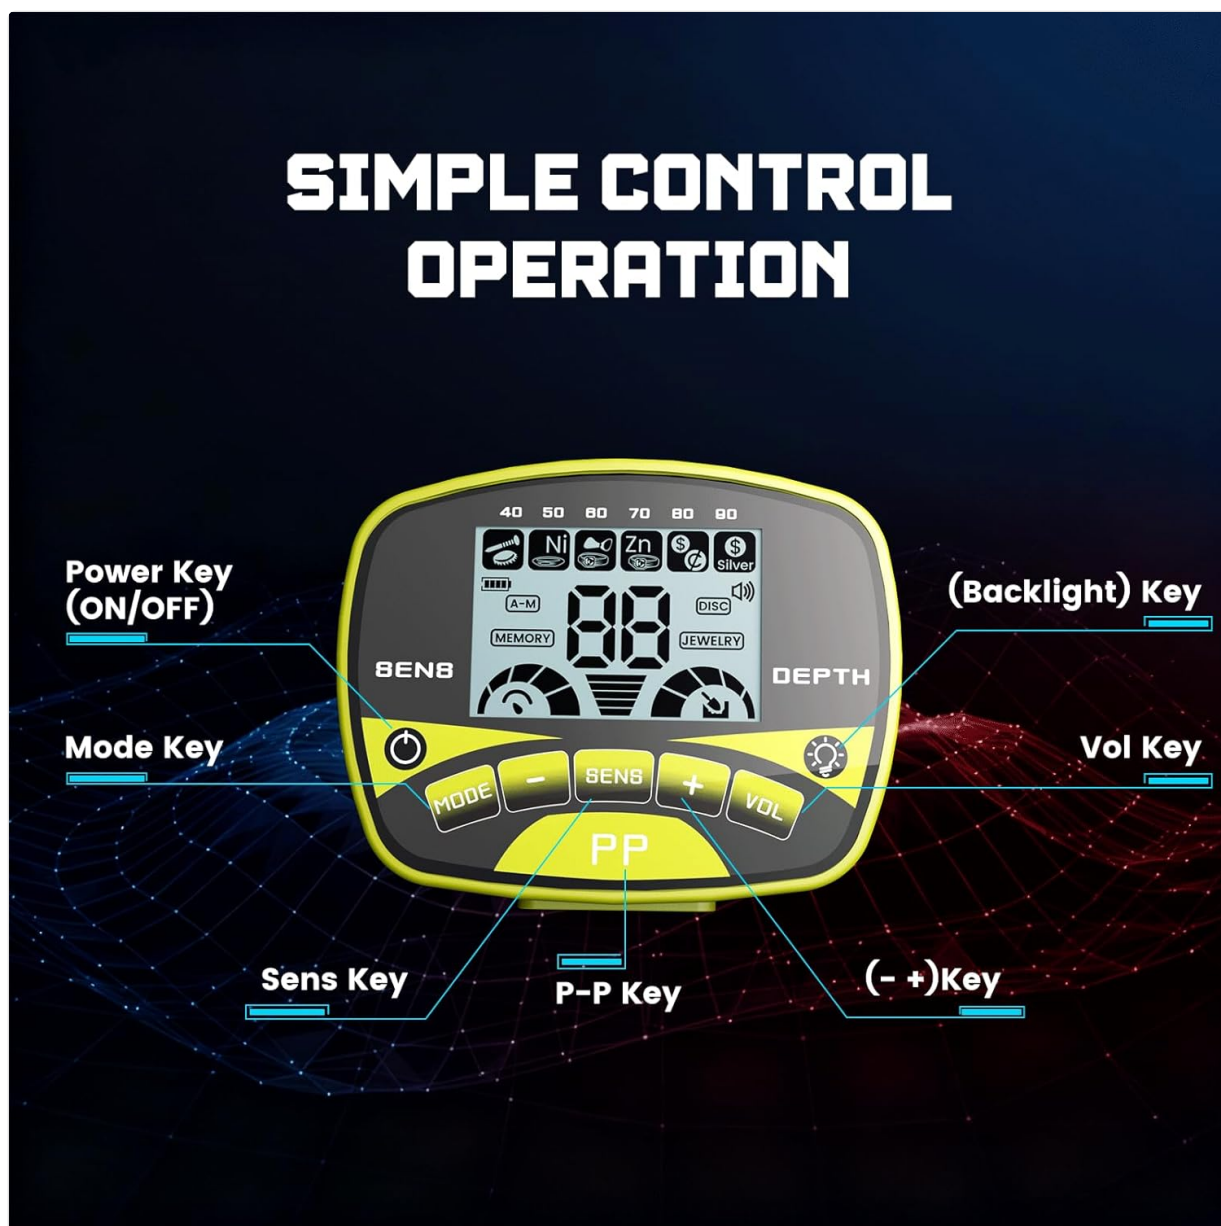 SIMPLE CONTROL
OPERATION
40 50 60 70 80 90
Ni
Zn
$
¢
$
Silver
A-M
88
DISC
MEMORY
JEWELRY
SENS
DEPTH
MODE
-
SENS
+
VOL
PP
Power Key
(ON/OFF)
Mode Key
(Backlight) Key
Vol Key
Sens Key
P-P Key
(- +)Key